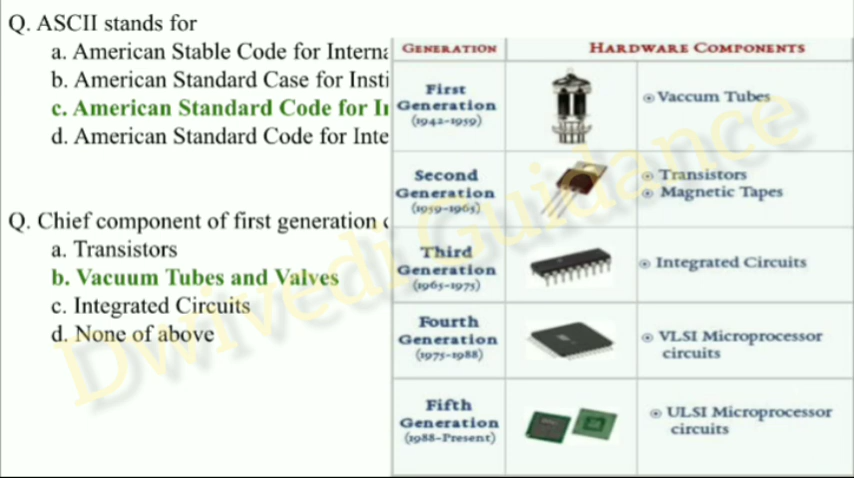 Q. ASCII stands for
a. American Stable Code for Interna
b. American Standard Case for Insti
c. American Standard Code for In
d. American Standard Code for Inte
Q. Chief component of first generation c
a. Transistors
b. Vacuum Tubes and Valves
c. Integrated Circuits
d. None of above
GENERATION
HARDWARE COMPONENTS
First
Generation
(1942-1959)
Vaccum Tubes
Second
Generation
(1959-1965)
Transistors
Magnetic Tapes
Third
Generation
(1965-1975)
Integrated Circuits
Fourth
Generation
(1975-1988)
VLSI Microprocessor
circuits
Fifth
Generation
(1988-Present)
ULSI Microprocessor
circuits
Dwivedi Guidance